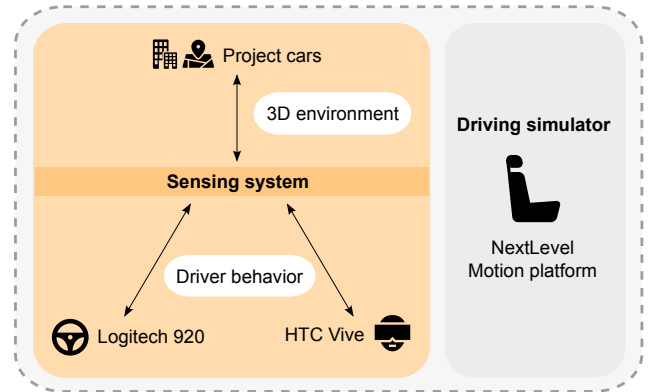 Project cars
3D environment
Sensing system
Driver behavior
Logitech 920
HTC Vive
Driving simulator
NextLevel
Motion platform